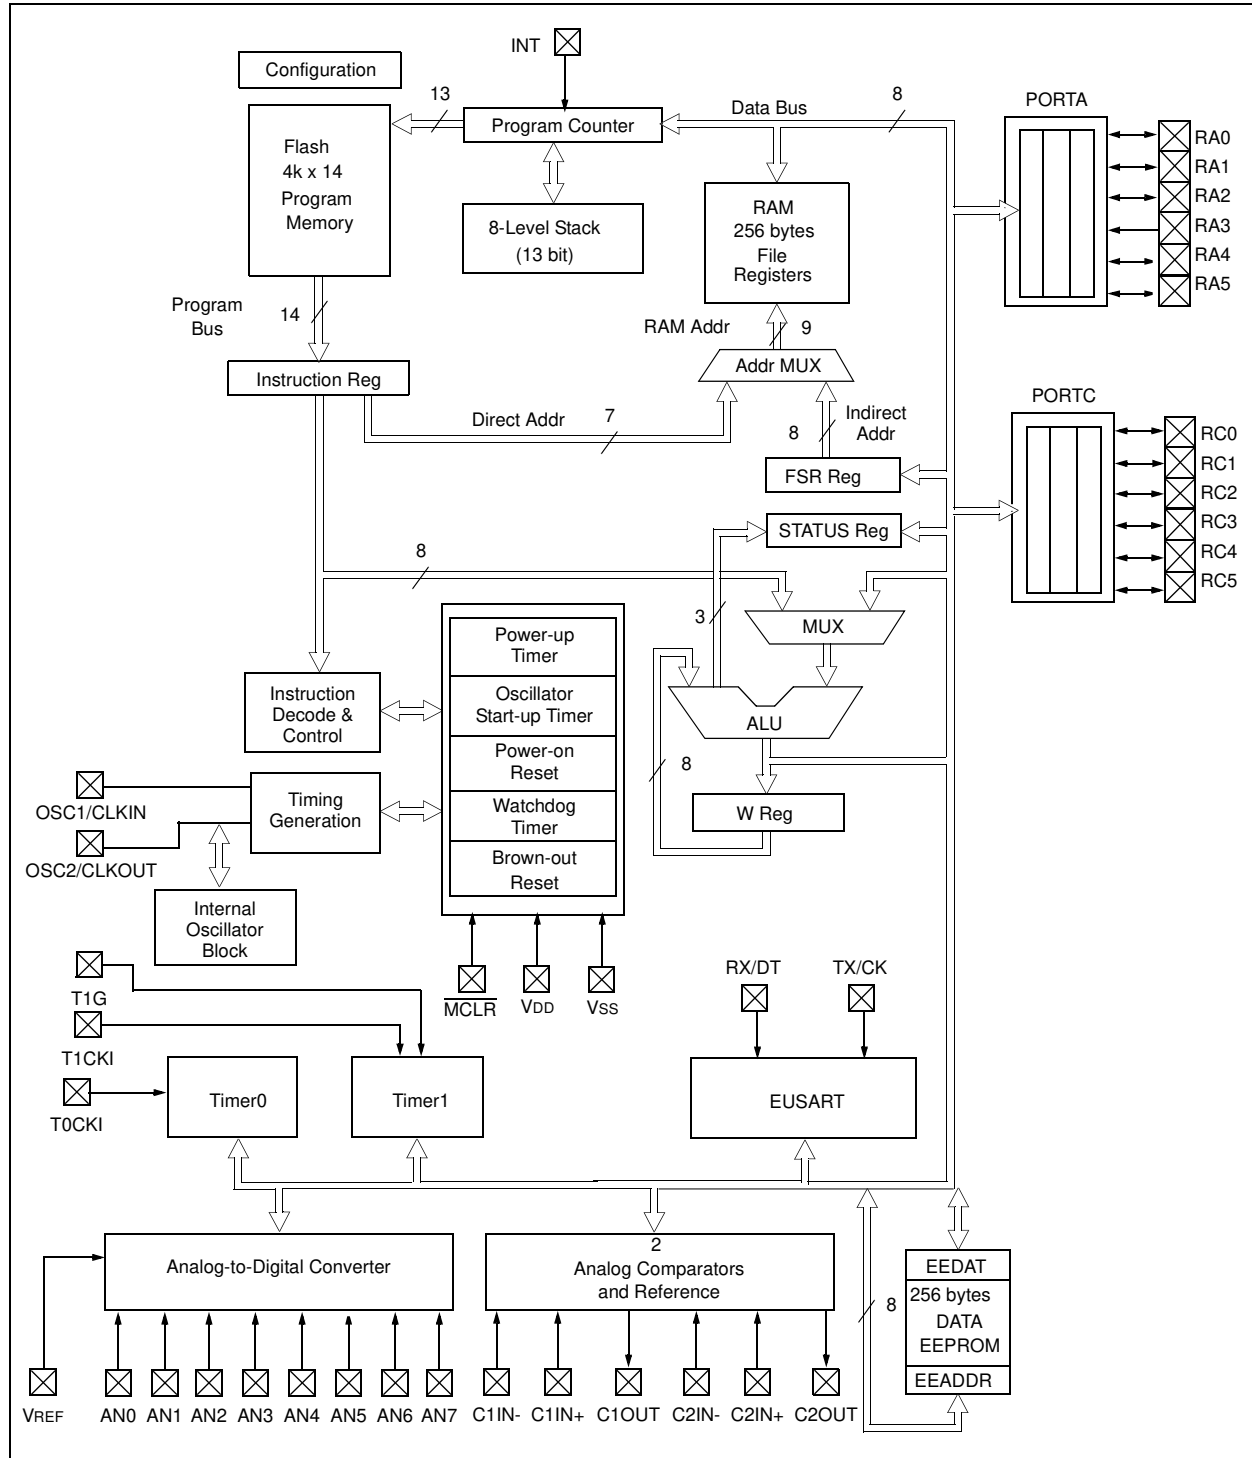 INT
Configuration
13
Program Counter
Data Bus
8
PORTA
Flash
4k x 14
Program
Memory
8-Level Stack
(13 bit)
RAM
256 bytes
File
Registers
RA0
RA1
RA2
RA3
RA4
RA5
Program
Bus
14
RAM Addr
9
Addr MUX
Instruction Reg
Direct Addr
7
Indirect
Addr
8
FSR Reg
PORTC
RC0
RC1
RC2
RC3
RC4
RC5
STATUS Reg
8
3
MUX
Power-up
Timer
Oscillator
Start-up Timer
Power-on
Reset
Watchdog
Timer
Brown-out
Reset
Instruction
Decode &
Control
ALU
8
W Reg
OSC1/CLKIN
Timing
Generation
OSC2/CLKOUT
Internal
Oscillator
Block
MCLR
VDD
VSS
RX/DT
TX/CK
T1G
T1CKI
T0CKI
Timer0
Timer1
EUSART
Analog-to-Digital Converter
2
Analog Comparators
and Reference
EEDAT
256 bytes
DATA
EEPROM
EEADDR
8
VREF
AN0
AN1
AN2
AN3
AN4
AN5
AN6
AN7
C1IN-
C1IN+
C1OUT
C2IN-
C2IN+
C2OUT